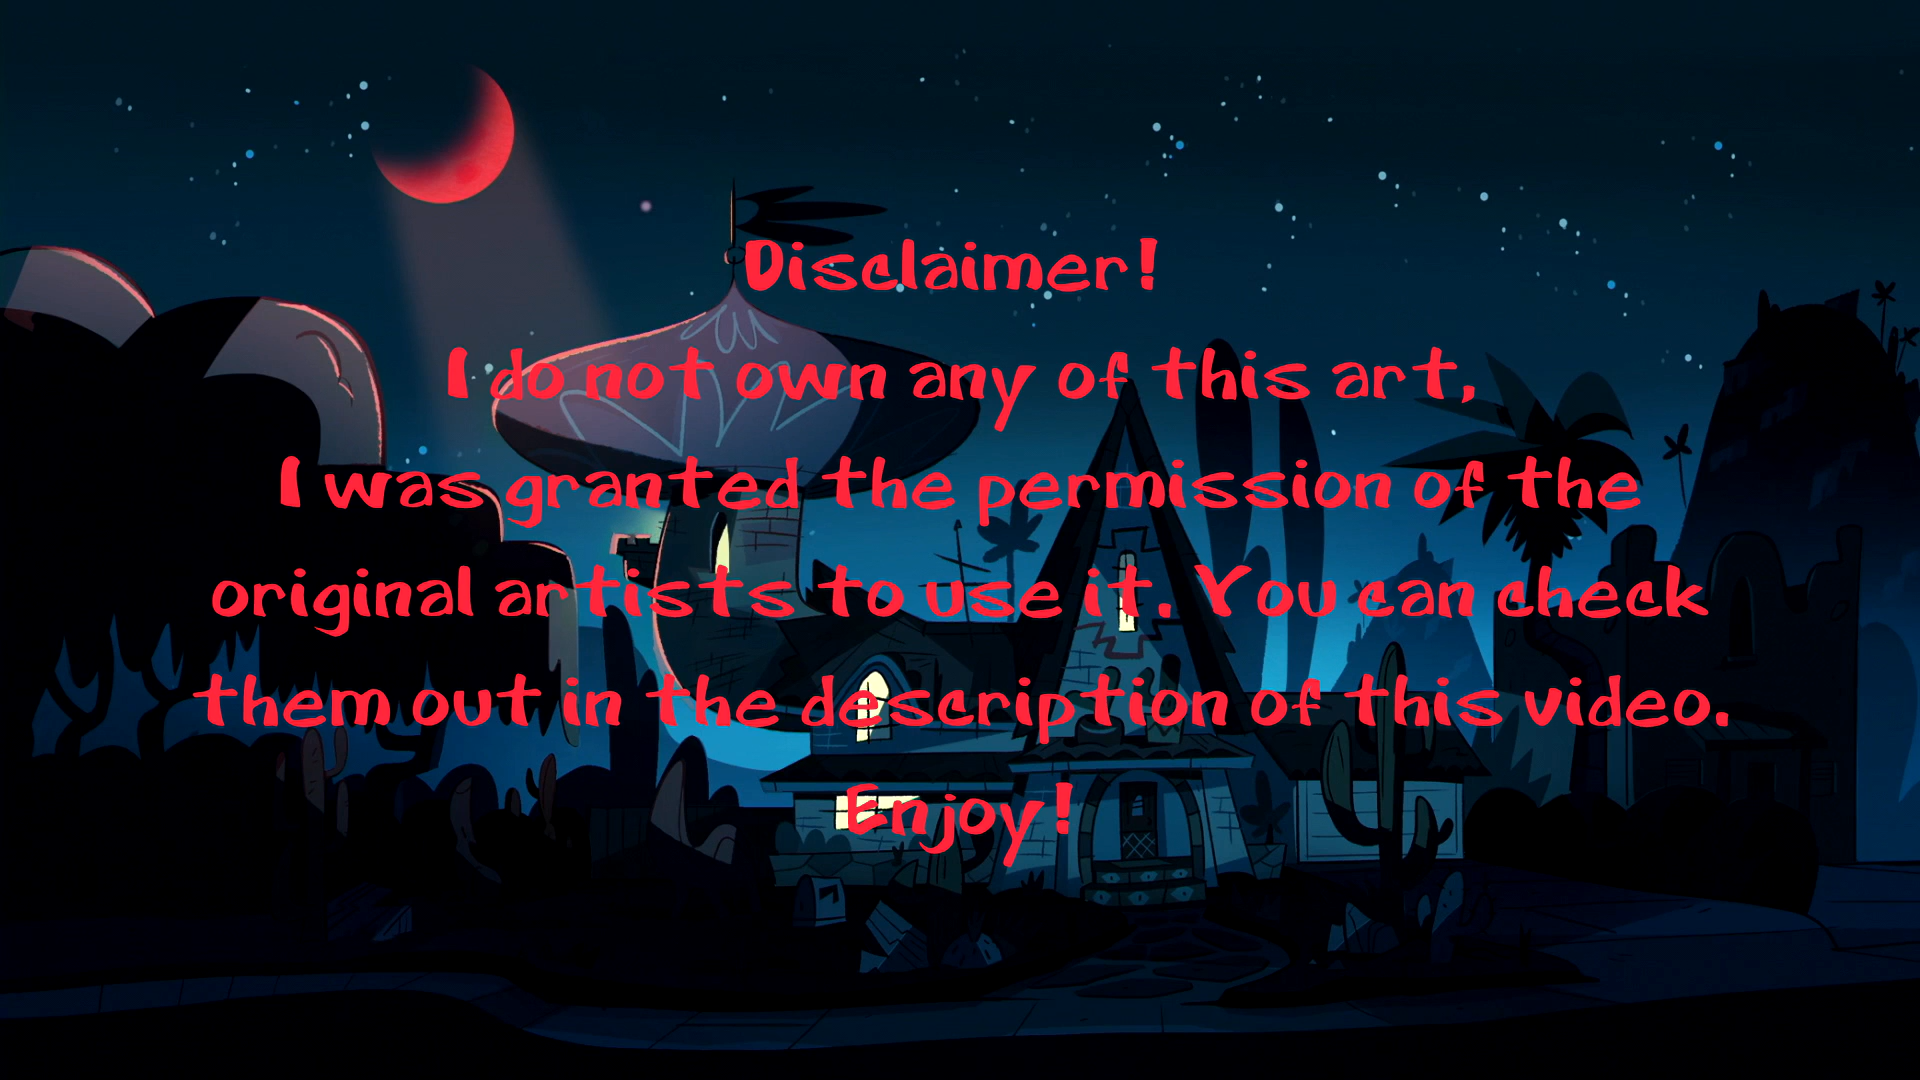 Disclaimer!
I do not own any of this art,
I was granted the permission of the
original artists to use it. You can check
them out in the description of this video.
Enjoy!